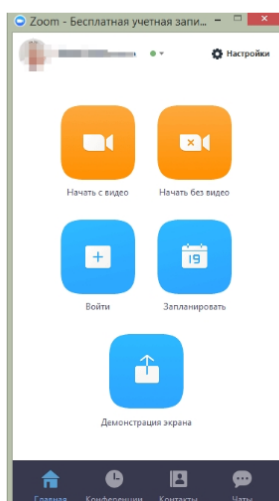 Zoom - Бесплатная учетная запи...
Настройки
Начать с видео
Начать без видео
19
Войти
Запланировать
Демонстрация экрана
Главная
Конференции
Контакты
Чаты